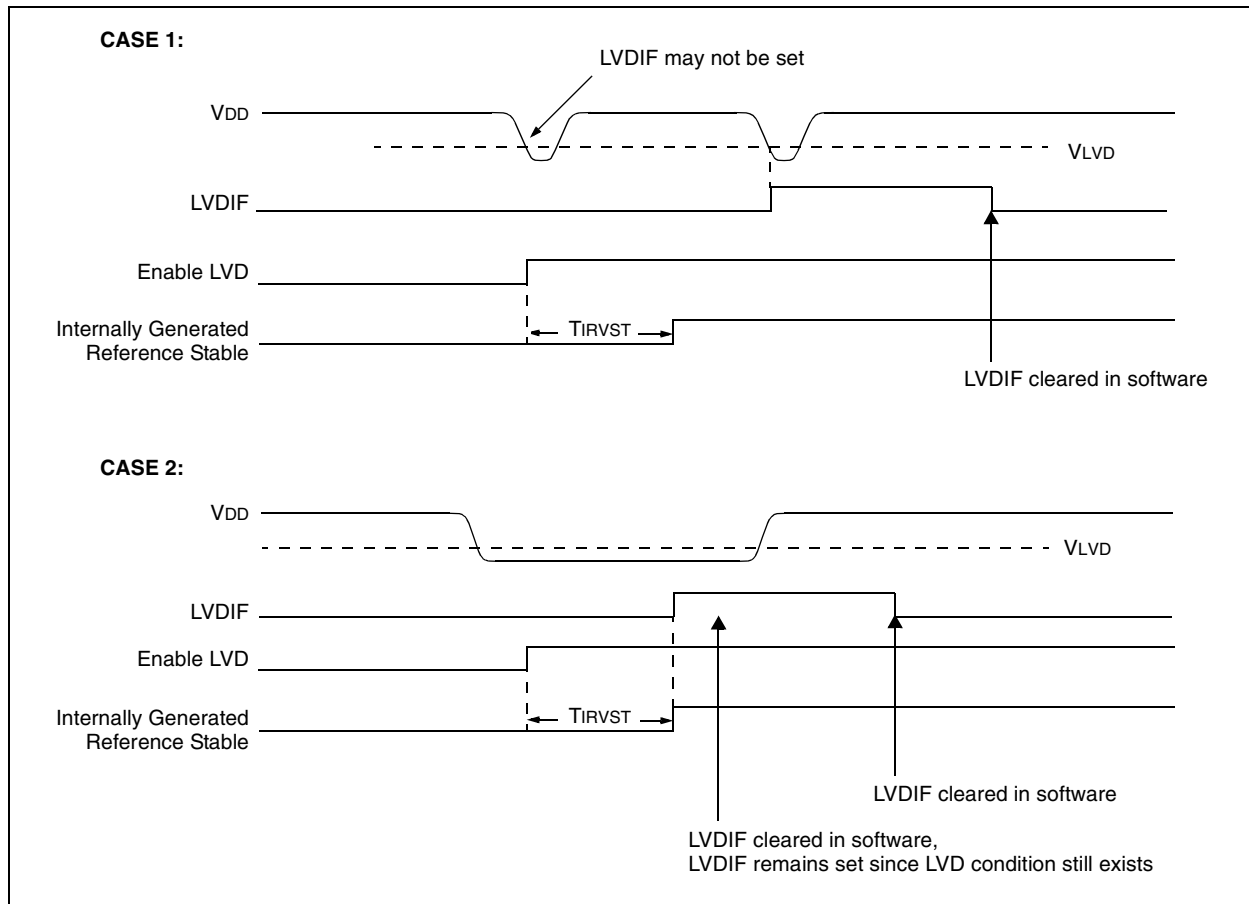 CASE 1:
LVDIF may not be set
VDD
VLVD
LVDIF
Enable LVD
Internally Generated
Reference Stable
TIRVST
LVDIF cleared in software
CASE 2:
VDD
VLVD
LVDIF
Enable LVD
Internally Generated
Reference Stable
TIRVST
LVDIF cleared in software
LVDIF cleared in software,
LVDIF remains set since LVD condition still exists